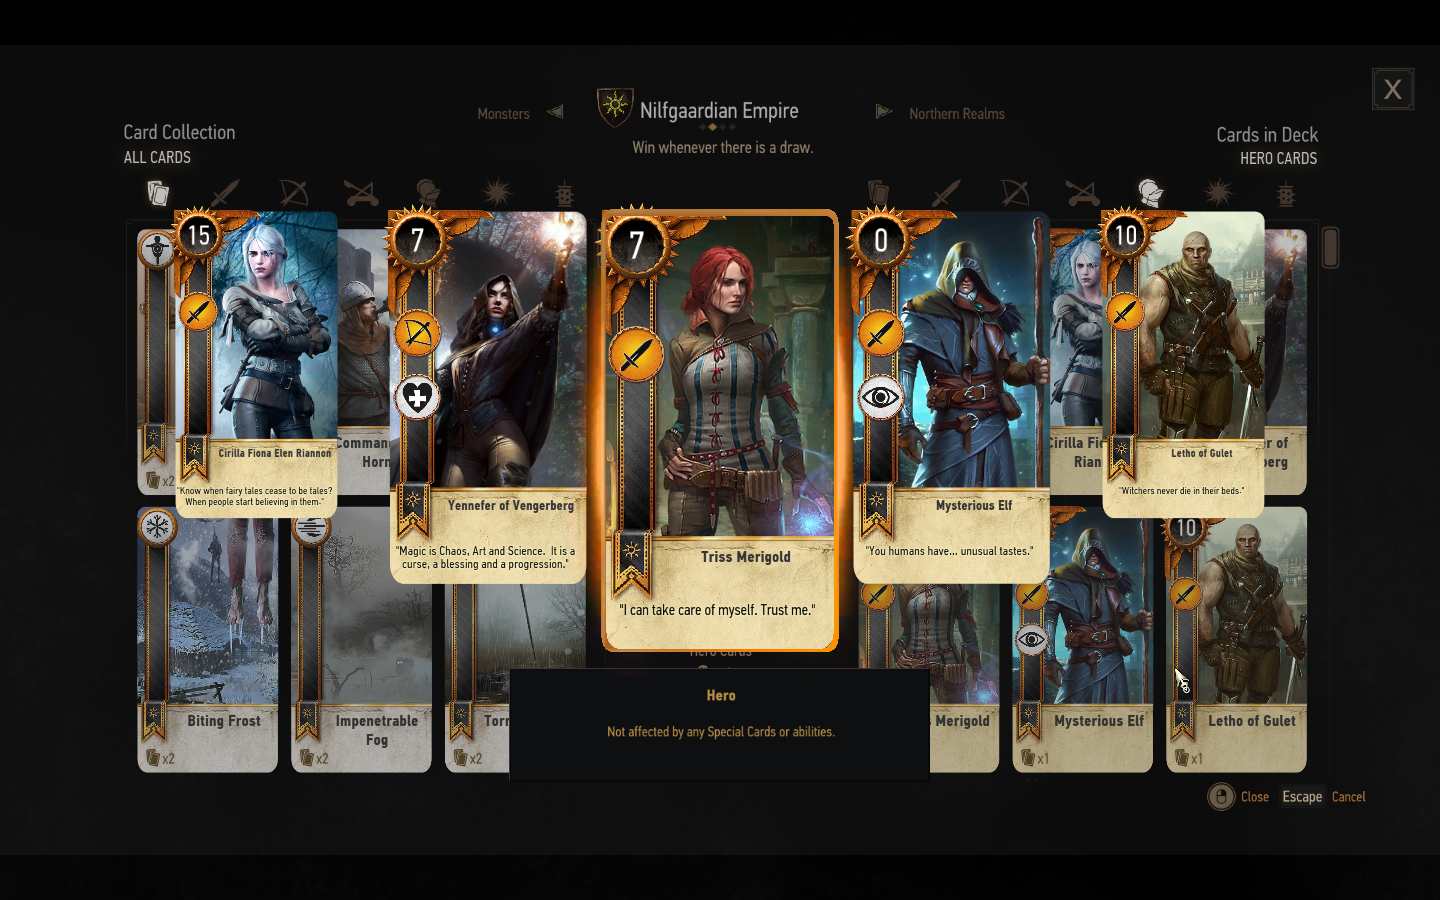 X
Monsters
Nilfgaardian Empire
Northern Realms
Win whenever there is a draw.
Card Collection
ALL CARDS
Cards in Deck
HERO CARDS
15
Cirilla Fiona Elen Riannon
"Know when fairy tales cease to be tales?
When people start believing in them-"
7
Yennefer of Vengerberg
"Magic is Chaos, Art and Science. It is a
curse, a blessing and a progression."
7
Triss Merigold
"I can take care of myself. Trust me."
0
Mysterious Elf
"You humans have... unusual tastes."
10
Letho of Gulet
"Witchers never die in their beds-"
x2
Biting Frost
x2
Impenetrable
Fog
x2
x2
Hero Cards
Merigold
Mysterious Elf
x1
10
Letho of Gulet
x1
Hero
Not affected by any Special Cards or abilities.
Close
Escape
Cancel